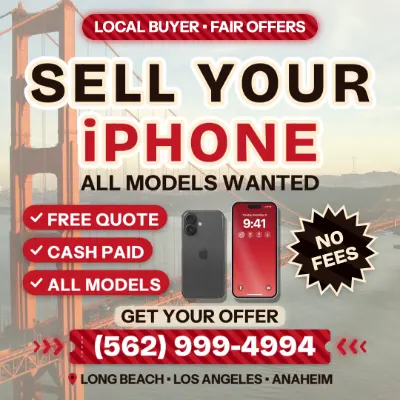 LOCAL BUYER • FAIR OFFERS
SELL YOUR
iPHONE
ALL MODELS WANTED
FREE QUOTE
CASH PAID
ALL MODELS
9:41
NO
FEES
GET YOUR OFFER
(562) 999-4994
LONG BEACH • LOS ANGELES • ANAHEIM